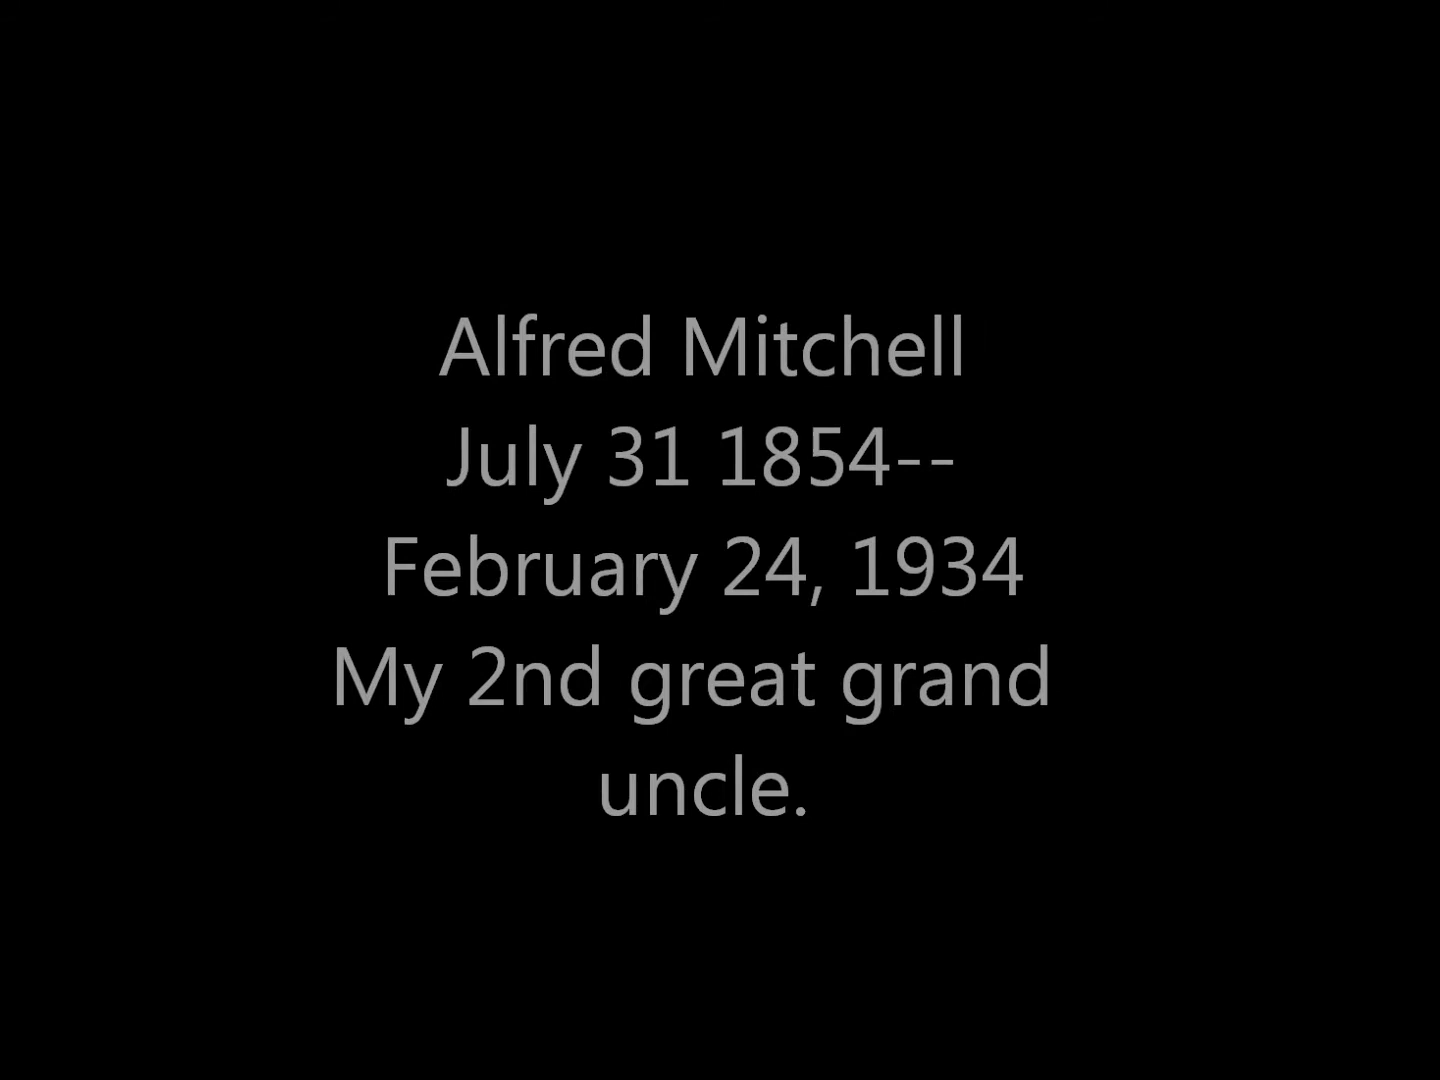 Alfred Mitchell
July 31 1854--
February 24, 1934
My 2nd great grand
uncle.